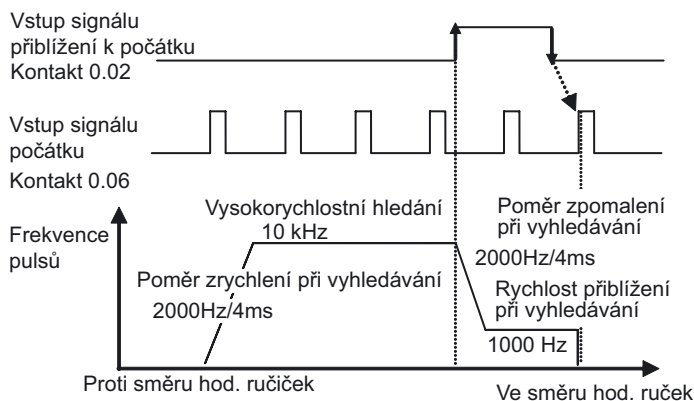 Vstup signálu
přiblížení k počátku
Kontakt 0.02
Vstup signálu
počátku
Kontakt 0.06
Frekvence
pulsů
Vysokorychlostní hledání
10 kHz
Poměr zrychlení při vyhledávání
2000Hz/4ms
Poměr zpomalení
při vyhledávání
2000Hz/4ms
Rychlost přiblížení
při vyhledávání
1000 Hz
Proti směru hod. ručiček
Ve směru hod. ruček